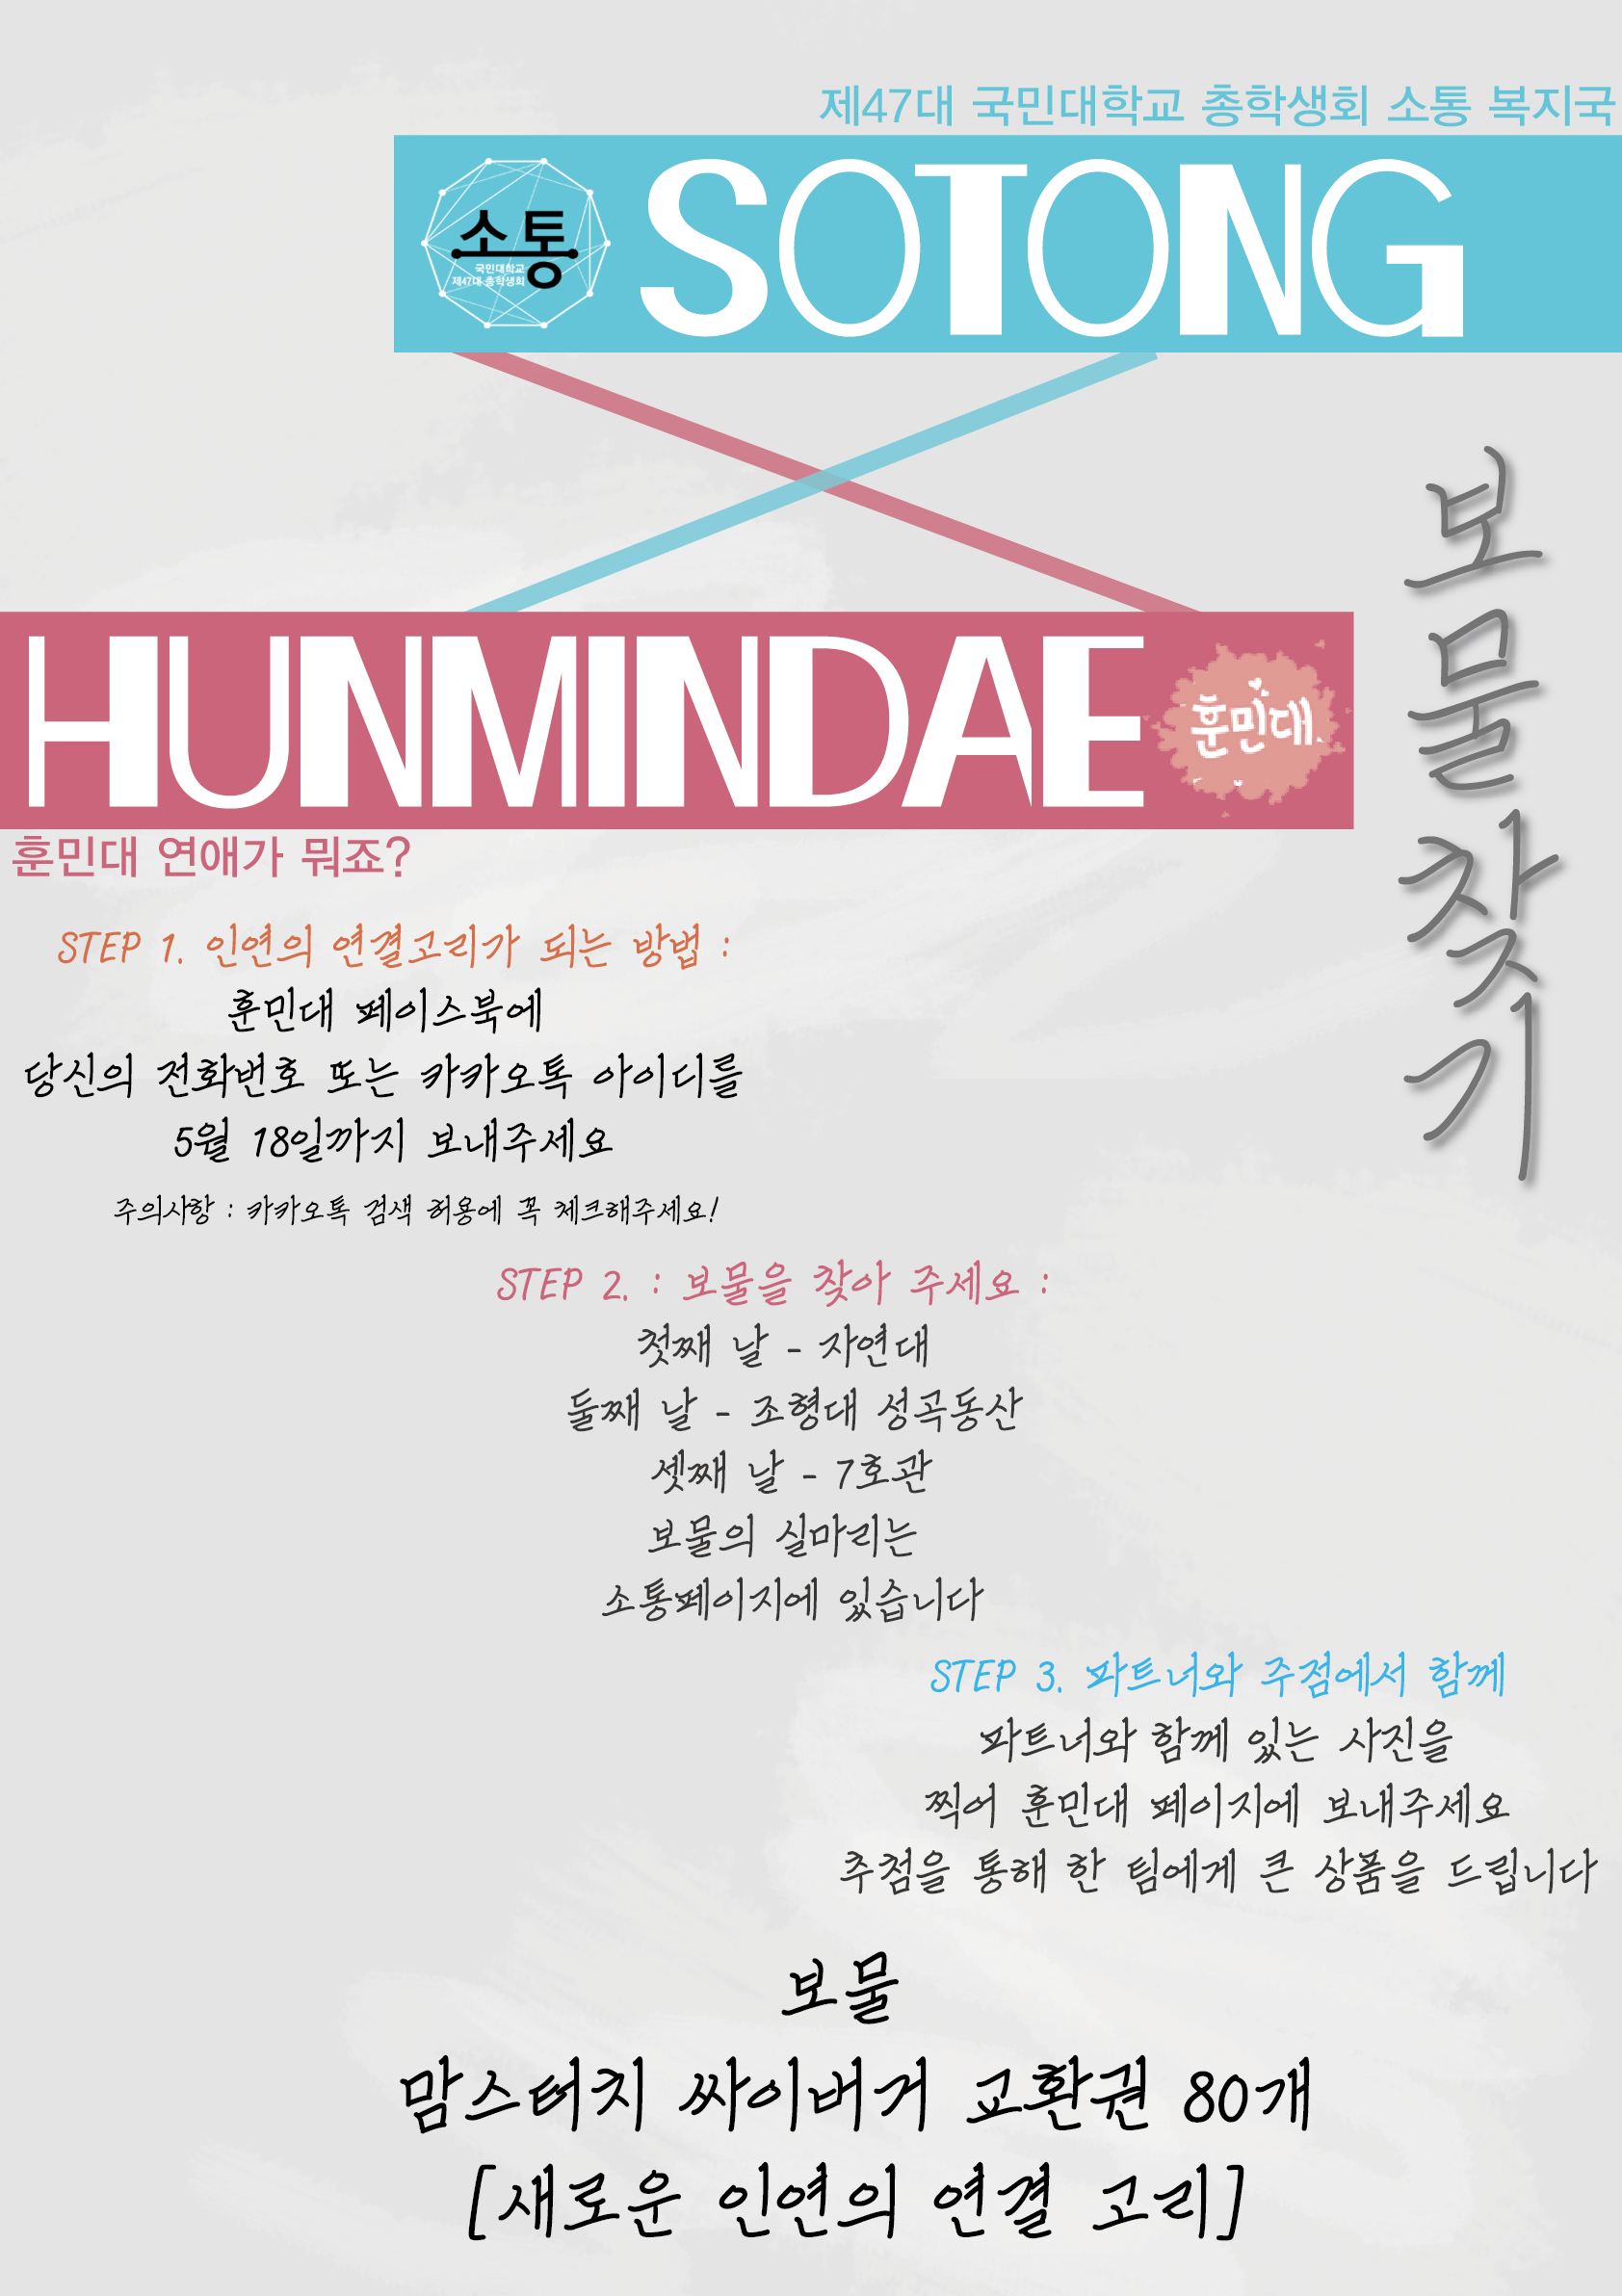 제47대 국민대학교 총학생회 소통 복지국
소통
국민대학교
제47대 총학생회
SOTONG
보물찾기
HUNMINDAE
훈민대
훈민대 연애가 뭐죠?
STEP 1. 인연의 연결고리가 되는 방법 :
훈민대 페이스북에
당신의 전화번호 또는 카카오톡 아이디를
5월 18일까지 보내주세요
주의사항 : 카카오톡 검색 허용에 꼭 체크해주세요!
STEP 2. : 보물을 찾아 주세요 :
첫째 날 - 자연대
둘째 날 - 조형대 성곡동산
셋째 날 - 7호관
보물의 실마리는
소통페이지에 있습니다
STEP 3. 파트너와 주점에서 함께
파트너와 함께 있는 사진을
찍어 훈민대 페이지에 보내주세요
추첨을 통해 한 팀에게 큰 상품을 드립니다
보물
맘스터치 싸이버거 교환권 80개
[새로운 인연의 연결 고리]